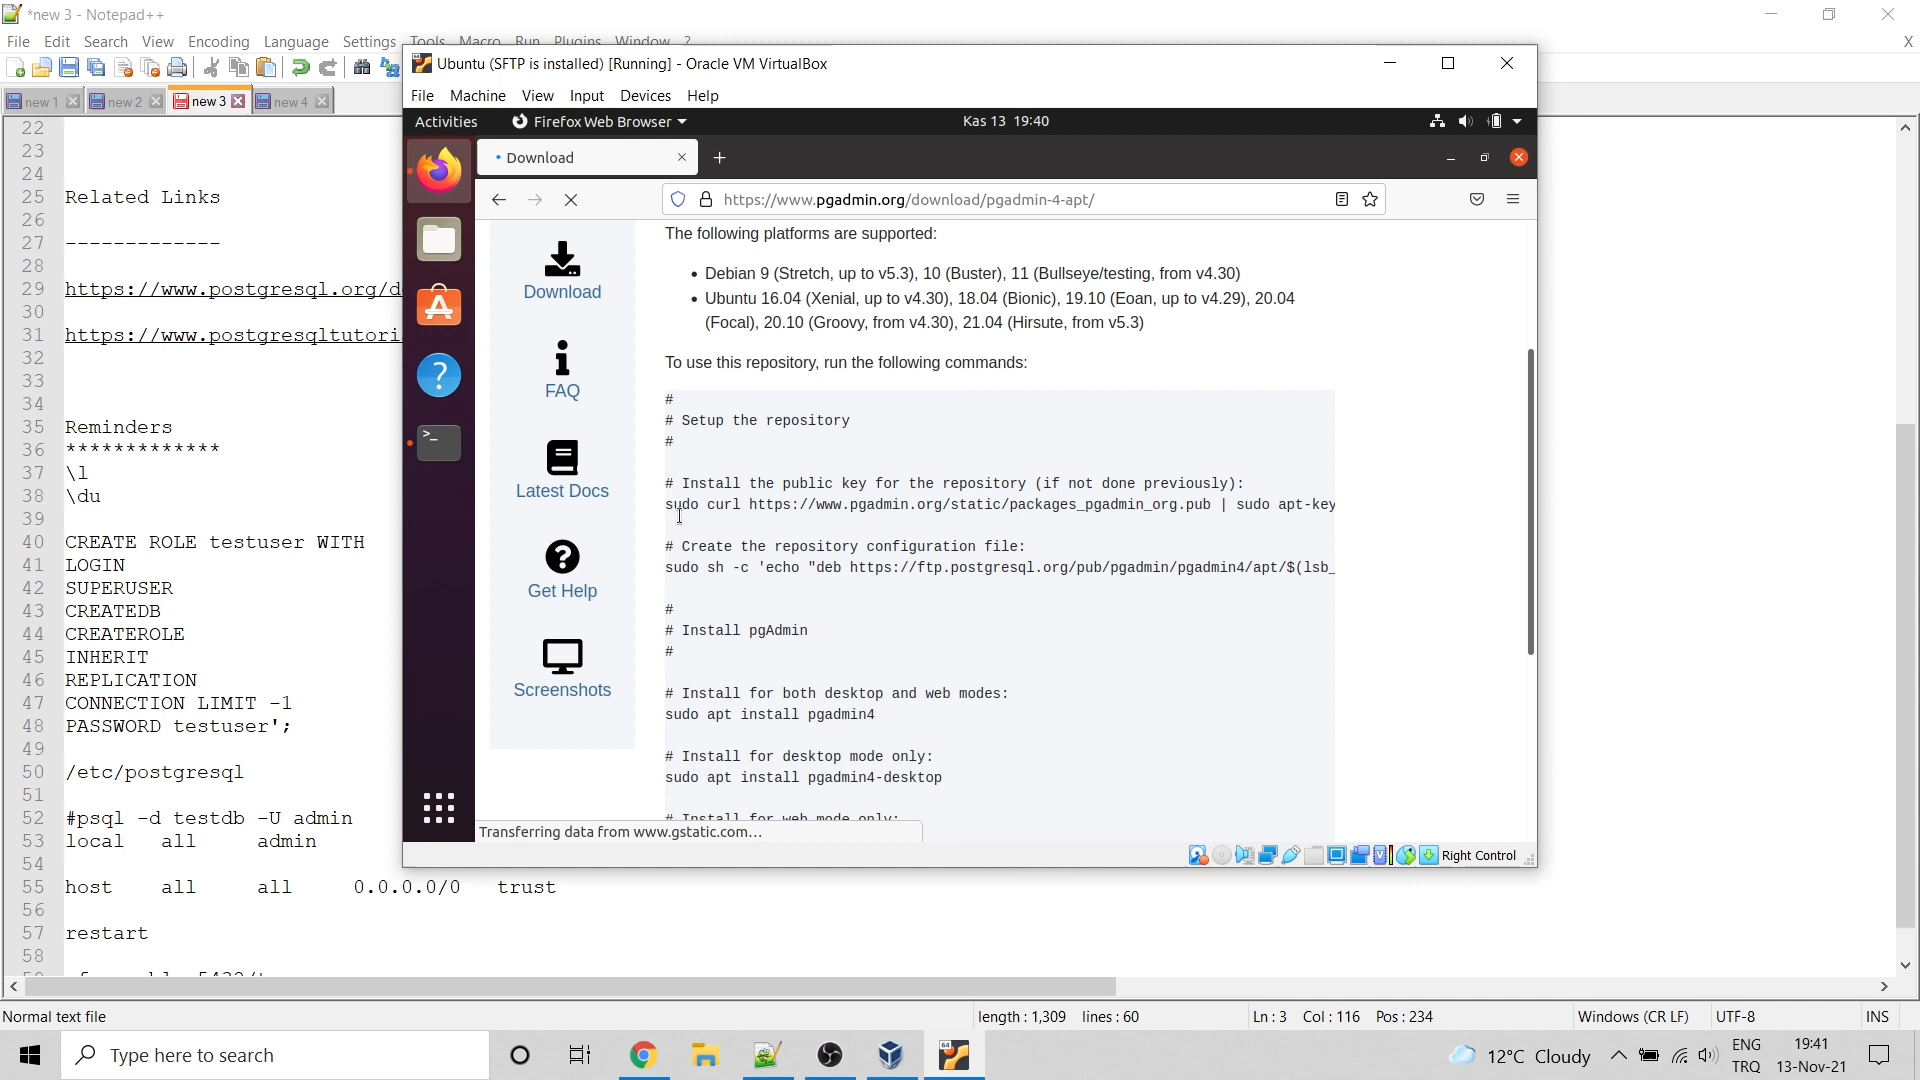 *new 3 - Notepad++
File Edit Search View Encoding Language Settings Tools Macro Run Plugins Window ?
X
new 1 new 2 new 3 new 4
22
23
24
25 Related Links
26
27 -------------
28
29 https://www.postgresql.org/d
30
31 https://www.postgresqltutori
32
33
34
35 Reminders
36 *************
37 \l
38 \du
39
40 CREATE ROLE testuser WITH
41 LOGIN
42 SUPERUSER
43 CREATEDB
44 CREATEROLE
45 INHERIT
46 REPLICATION
47 CONNECTION LIMIT -1
48 PASSWORD testuser';
49
50 /etc/postgresql
51
52 #psql -d testdb -U admin
53 local all admin
54
55 host all all 0.0.0.0/0 trust
56
57 restart
58
Ubuntu (SFTP is installed) [Running] - Oracle VM VirtualBox
File Machine View Input Devices Help
Activities Firefox Web Browser Kas 13 19:40
Download
https://www.pgadmin.org/download/pgadmin-4-apt/
Download
FAQ
Latest Docs
Get Help
Screenshots
The following platforms are supported:
• Debian 9 (Stretch, up to v5.3), 10 (Buster), 11 (Bullseye/testing, from v4.30)
• Ubuntu 16.04 (Xenial, up to v4.30), 18.04 (Bionic), 19.10 (Eoan, up to v4.29), 20.04
(Focal), 20.10 (Groovy, from v4.30), 21.04 (Hirsute, from v5.3)
To use this repository, run the following commands:
#
# Setup the repository
#
# Install the public key for the repository (if not done previously):
sudo curl https://www.pgadmin.org/static/packages_pgadmin_org.pub | sudo apt-key
# Create the repository configuration file:
sudo sh -c 'echo "deb https://ftp.postgresql.org/pub/pgadmin/pgadmin4/apt/$(lsb_
#
# Install pgAdmin
#
# Install for both desktop and web modes:
sudo apt install pgadmin4
# Install for desktop mode only:
sudo apt install pgadmin4-desktop
# Install for web mode only:
Transferring data from www.gstatic.com...
Right Control
Normal text file length : 1,309 lines : 60 Ln : 3 Col : 116 Pos : 234 Windows (CR LF) UTF-8 INS
Type here to search
64
12°C Cloudy
ENG
TRQ
19:41
13-Nov-21